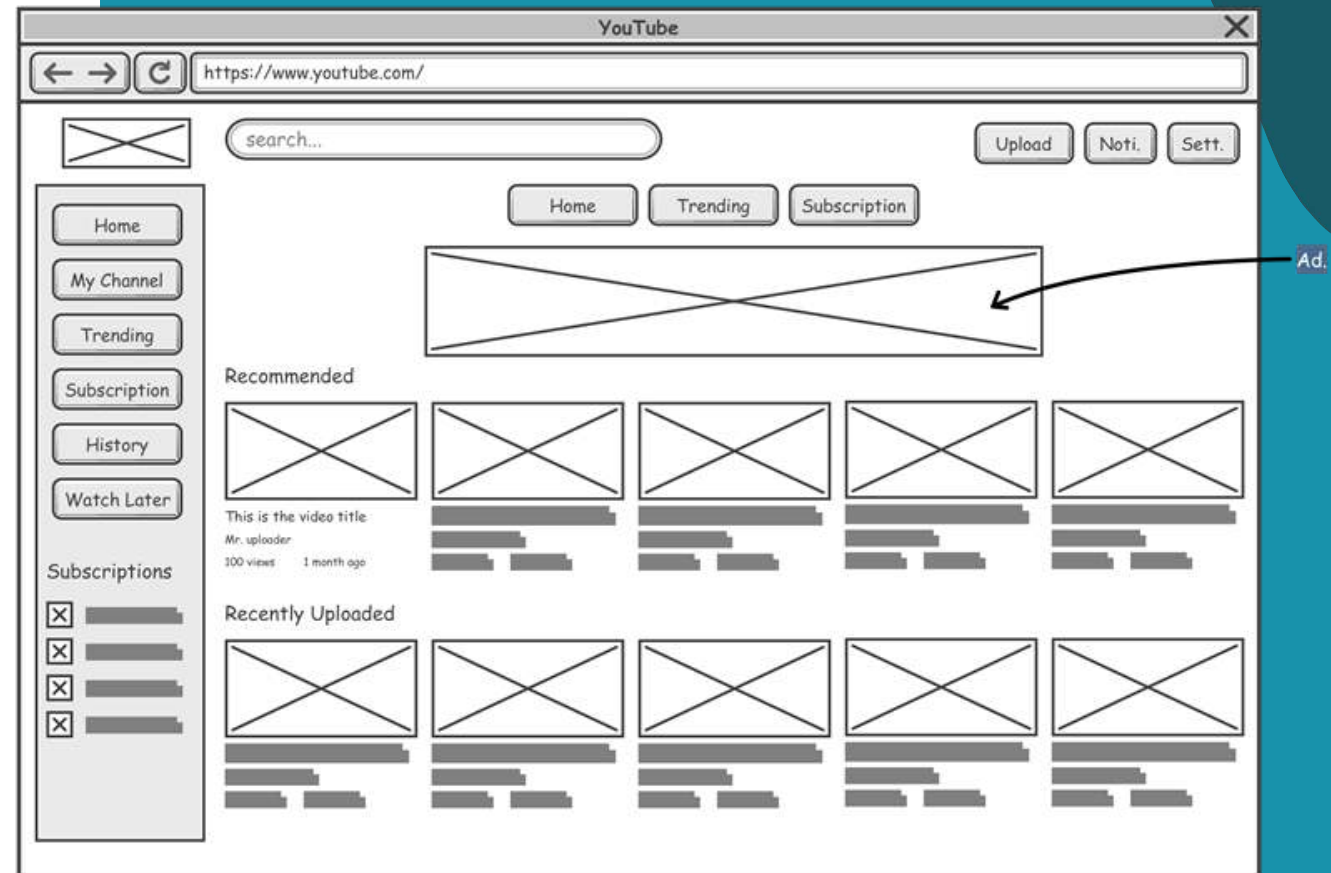 YouTube
https://www.youtube.com/
search...
Upload
Noti.
Sett.
Home
Trending
Subscription
Ad.
Home
My Channel
Trending
Subscription
History
Watch Later
Subscriptions
Recommended
This is the video title
Mr. uploader
100 views 1 month ago
Recently Uploaded